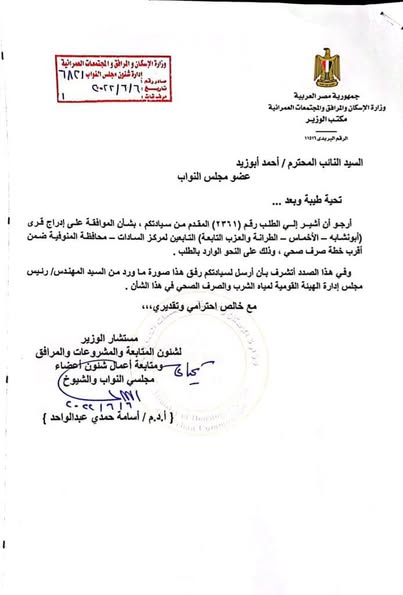 وزارة الإسكان والمرافق والمجتمعات العمرانية
إدارة شئون مجلس النواب
صادر رقم : ٦٨٢١
تاريخ : ٢٠٢٢/٦/٦
مرفقات : ١
جمهورية مصر العربية
وزارة الإسكان والمرافق والمجتمعات العمرانية
مكتب الوزير
الرقم البريدى ١١٥١٦
السيد النائب المحترم / أحمد أبوزيد
عضو مجلس النواب
تحية طيبة وبعد ...
أرجو أن أشير إلي الطلب رقم (٢٣٦١) المقدم من سيادتكم ، بشأن الموافقة على إدراج قرى
(أبونشابه – الأخماس – الطرانة والعزب التابعة) التابعين لمركز السادات – محافظة المنوفية ضمن
أقرب خطة صرف صحي ، وذلك على النحو الوارد بالطلب .
وفي هذا الصدد أتشرف بأن أرسل لسيادتكم رفق هذا صورة ما ورد من السيد المهندس/ رئيس
مجلس إدارة الهيئة القومية لمياه الشرب والصرف الصحي في هذا الشأن .
مع خالص إحترامي وتقديري،،،
مستشار الوزير
لشئون المتابعة والمشروعات والمرافق
ومتابعة أعمال شئون أعضاء
مجلسي النواب والشيوخ
٢٠٢٢/٦/٦
{ أ.د.م / أسامة حمدي عبدالواحد }